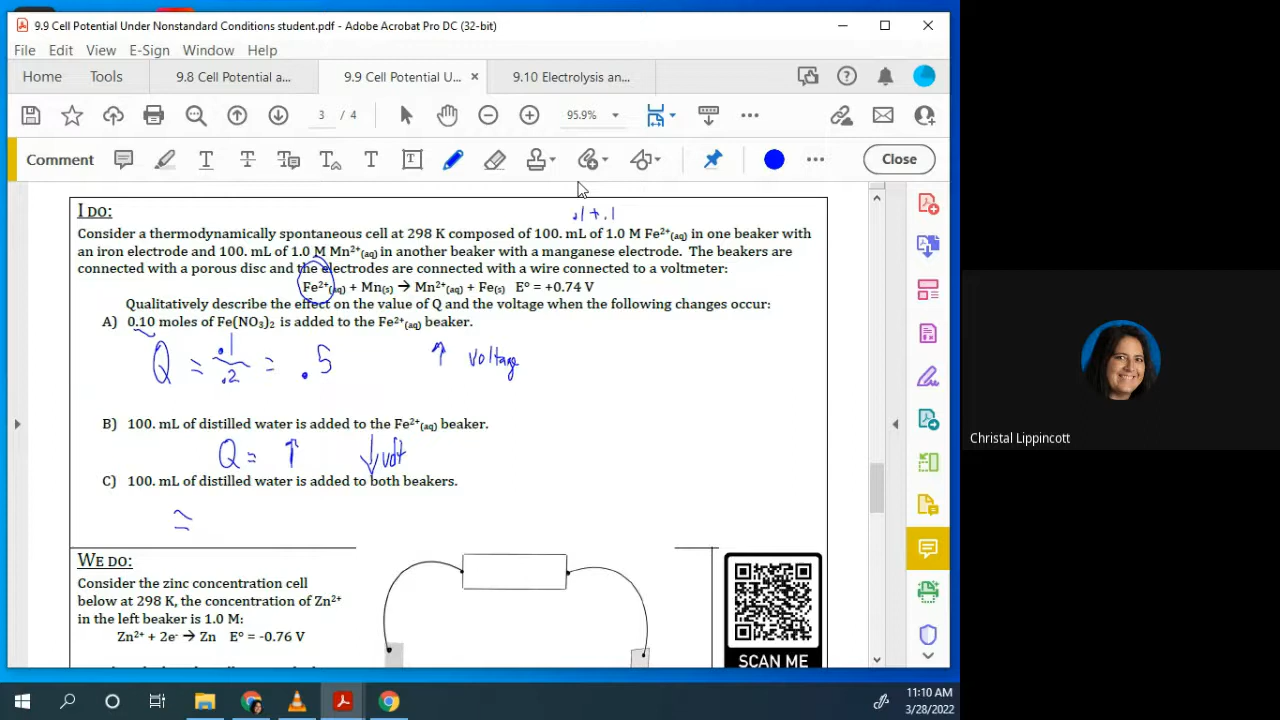 9.9 Cell Potential Under Nonstandard Conditions student.pdf - Adobe Acrobat Pro DC (32-bit)
File Edit View E-Sign Window Help
Home Tools 9.8 Cell Potential a... 9.9 Cell Potential U... × 9.10 Electrolysis an...
3 / 4 95.9%
Comment Close
I DO:
.1 + .1
Consider a thermodynamically spontaneous cell at 298 K composed of 100. mL of 1.0 M Fe²⁺(aq) in one beaker with
an iron electrode and 100. mL of 1.0 M Mn²⁺(aq) in another beaker with a manganese electrode. The beakers are
connected with a porous disc and the electrodes are connected with a wire connected to a voltmeter:
Fe²⁺(aq) + Mn(s) → Mn²⁺(aq) + Fe(s) E° = +0.74 V
Qualitatively describe the effect on the value of Q and the voltage when the following changes occur:
A) 0.10 moles of Fe(NO₃)₂ is added to the Fe²⁺(aq) beaker.
Q = .1/.2 = .5 ↑ voltage
B) 100. mL of distilled water is added to the Fe²⁺(aq) beaker.
Q = ↑ ↓ volt
C) 100. mL of distilled water is added to both beakers.
WE DO:
Consider the zinc concentration cell
below at 298 K, the concentration of Zn²⁺
in the left beaker is 1.0 M:
Zn²⁺ + 2e⁻ → Zn E° = -0.76 V
SCAN ME
Christal Lippincott
11:10 AM
3/28/2022